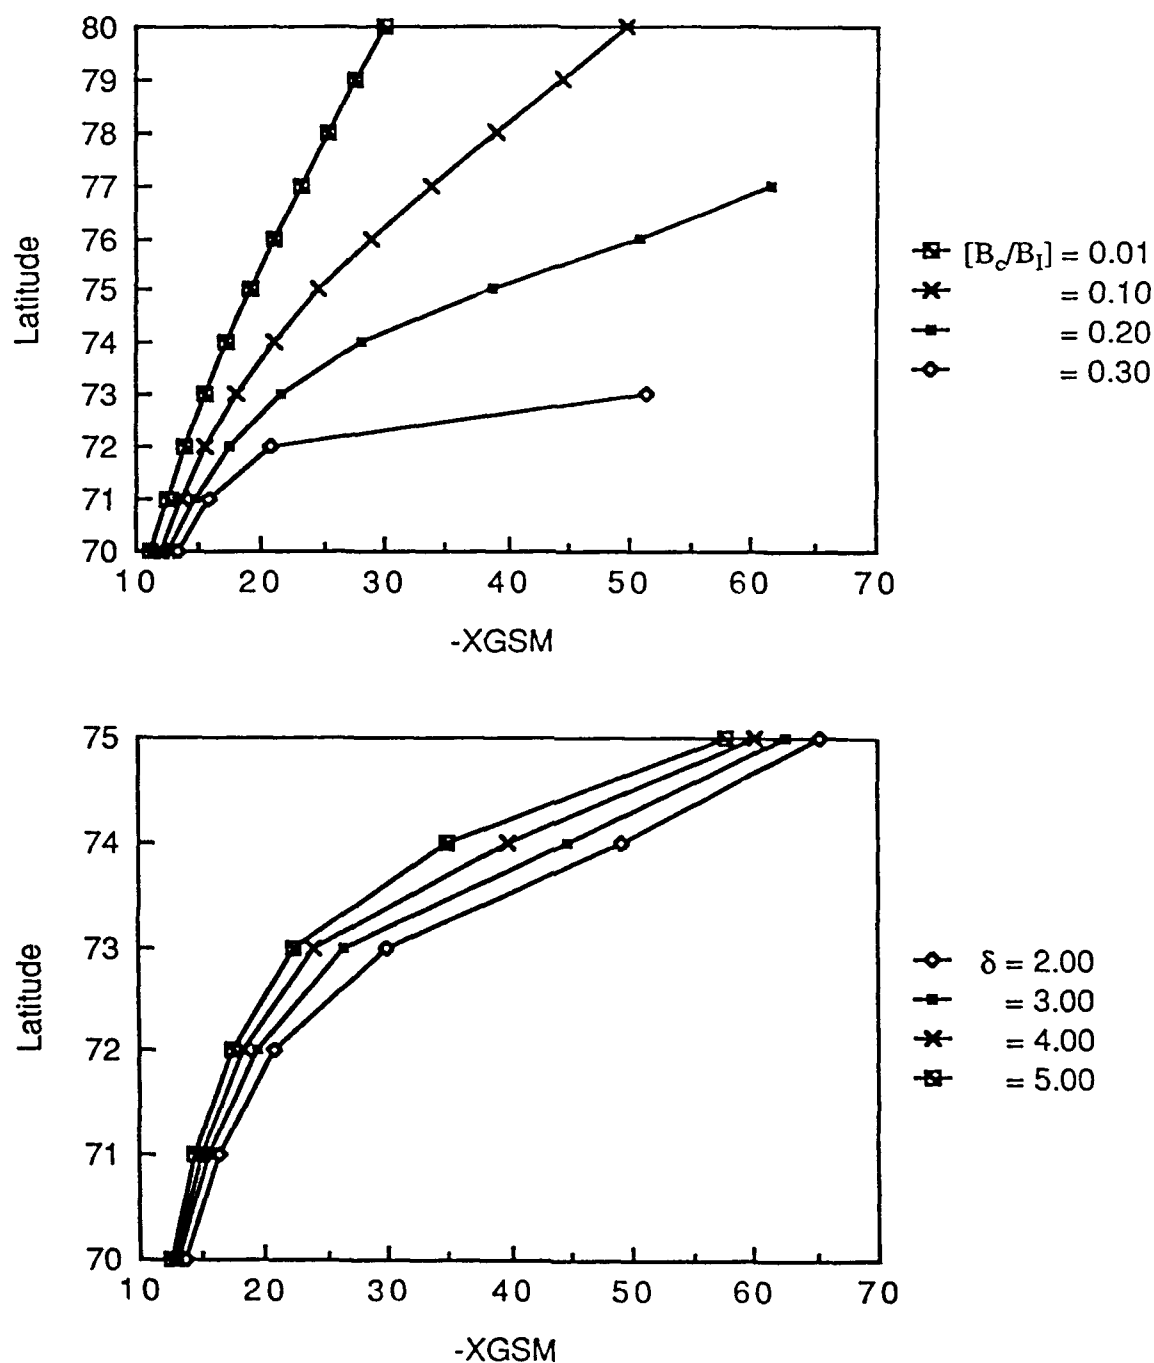 80
79
78
77
76
75
74
73
72
71
70
Latitude
10 20 30 40 50 60 70
-XGSM
[B_c/B_I] = 0.01
= 0.10
= 0.20
= 0.30
75
74
73
72
71
70
Latitude
10 20 30 40 50 60 70
-XGSM
δ = 2.00
= 3.00
= 4.00
= 5.00